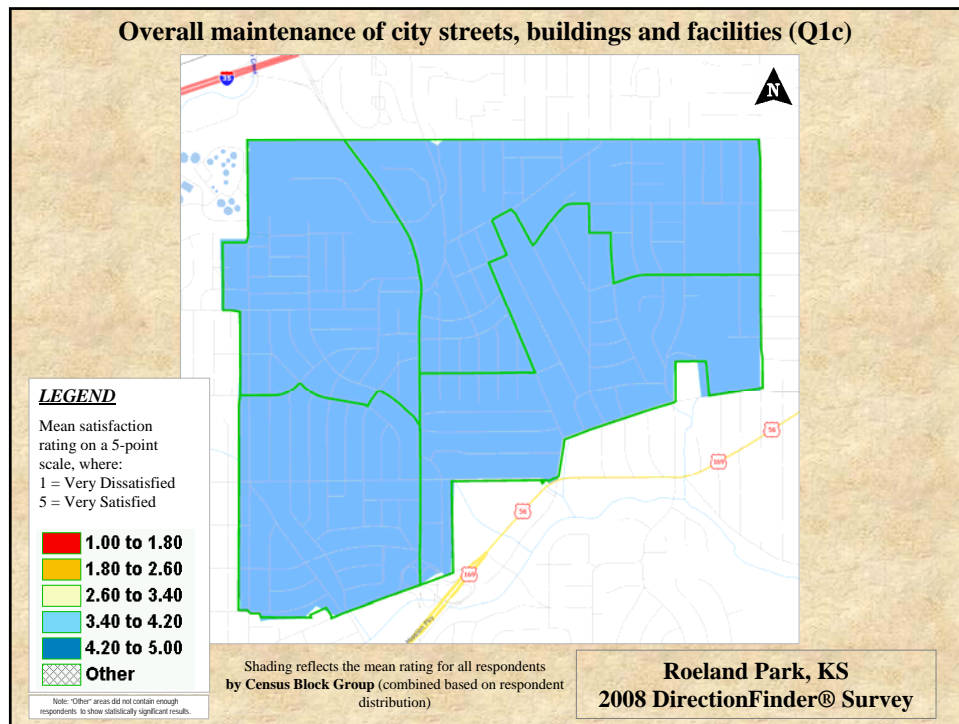 Overall maintenance of city streets, buildings and facilities (Q1c)
35
N
LEGEND
Mean satisfaction
rating on a 5-point
scale, where:
1 = Very Dissatisfied
5 = Very Satisfied
1.00 to 1.80
1.80 to 2.60
2.60 to 3.40
3.40 to 4.20
4.20 to 5.00
Other
Note: "Other" areas did not contain enough
respondents to show statistically significant results.
56
169
56
169
Shading reflects the mean rating for all respondents
by Census Block Group (combined based on respondent
distribution)
Roeland Park, KS
2008 DirectionFinder® Survey